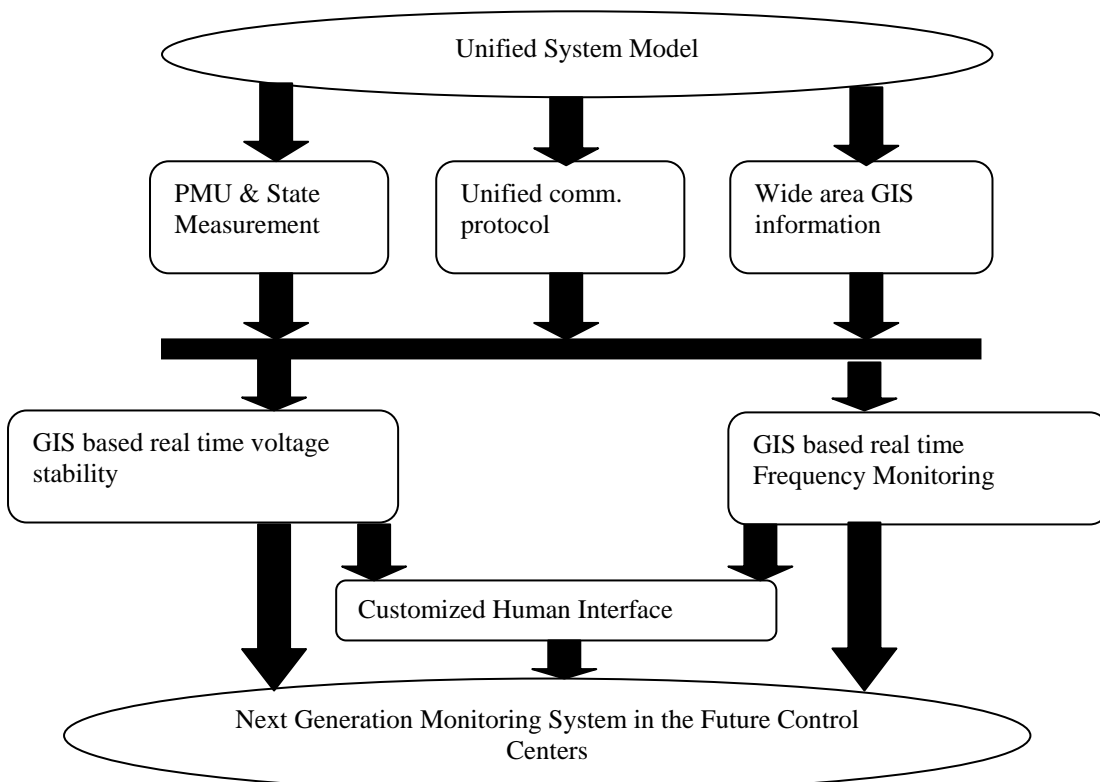 Unified System Model
PMU & State
Measurement
Unified comm.
protocol
Wide area GIS
information
GIS based real time voltage
stability
GIS based real time
Frequency Monitoring
Customized Human Interface
Next Generation Monitoring System in the Future Control
Centers